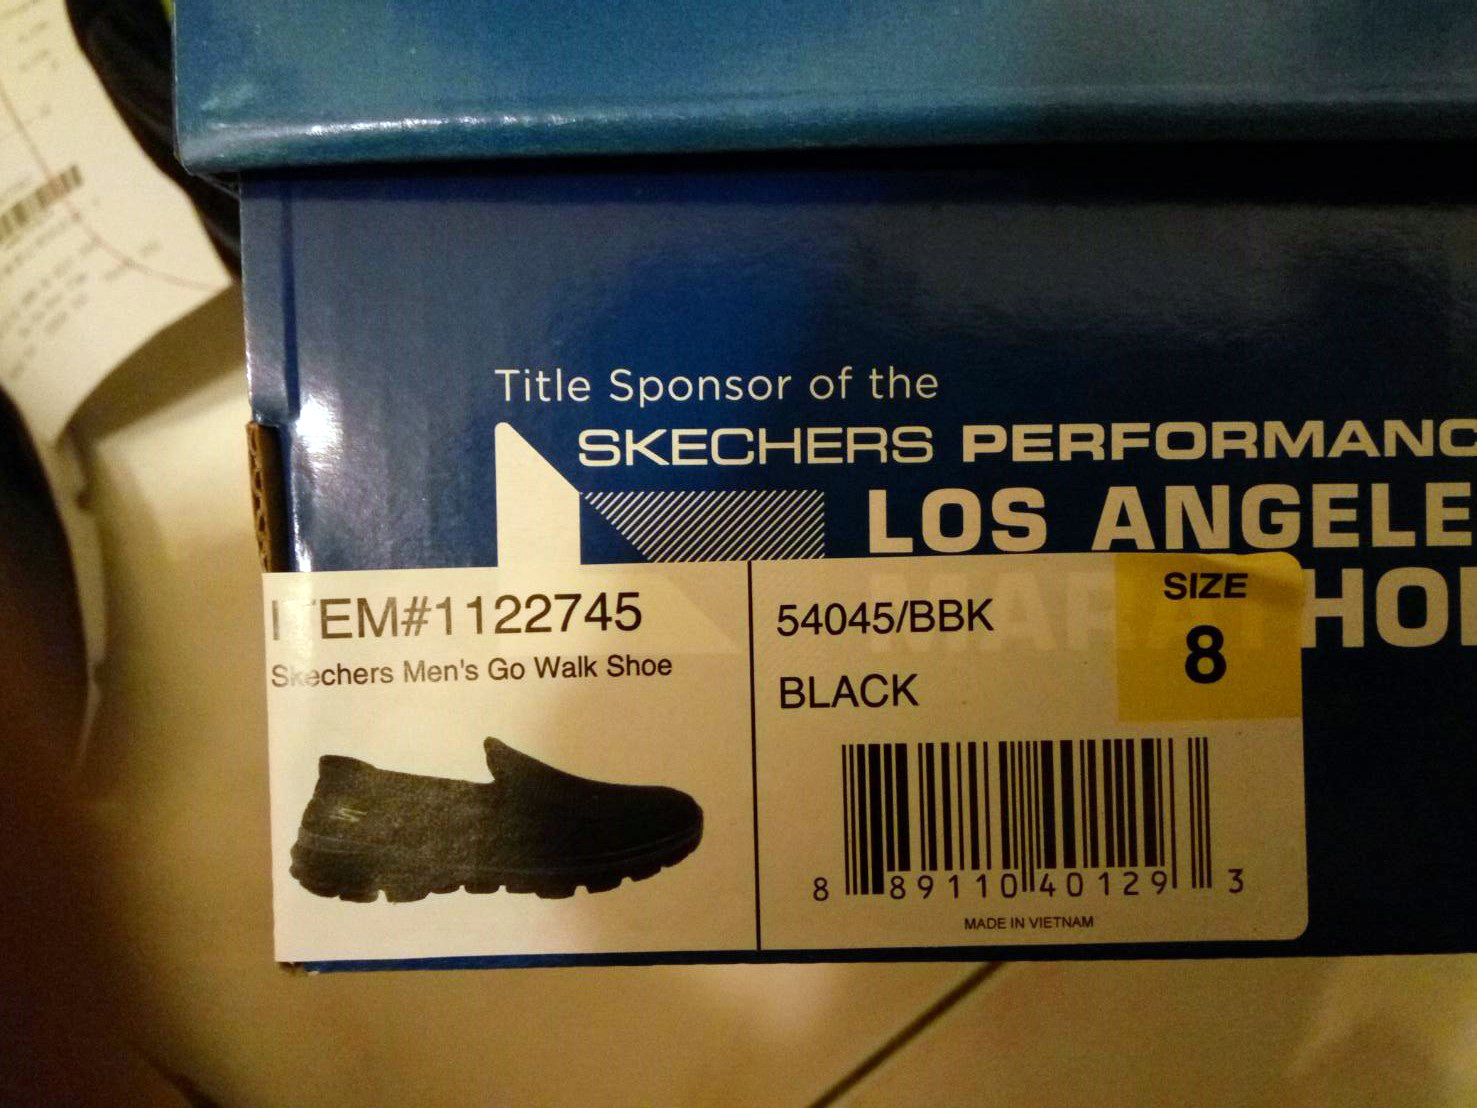 Title Sponsor of the
SKECHERS PERFORMANC
LOS ANGELE
MARATHO
ITEM#1122745
Skechers Men's Go Walk Shoe
54045/BBK
BLACK
SIZE
8
8 89110 40129 3
MADE IN VIETNAM